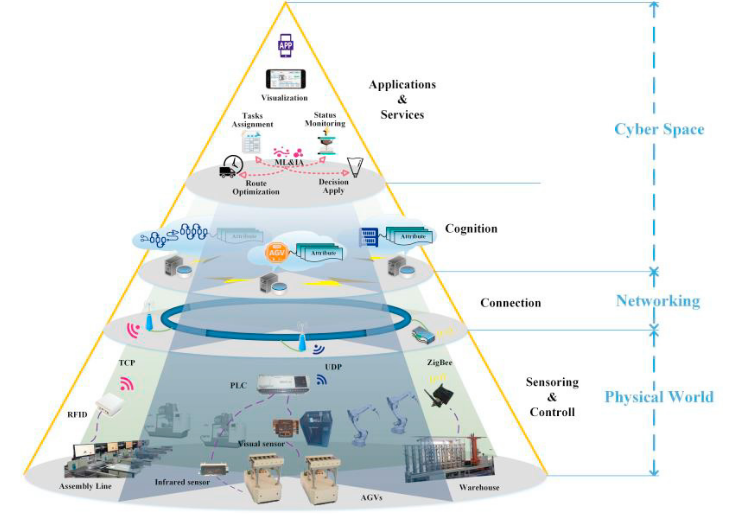 APP
Visualization
Applications
&
Services
Tasks
Assignment
Status
Monitoring
Cyber Space
ML&IA
Route
Optimization
Decision
Apply
Cognition
Attribute
Attribute
AGV
Attribute
Connection
Networking
TCP
UDP
ZigBee
PLC
Sensoring
&
Controll
Physical World
RFID
Visual sensor
Assembly Line
Infrared sensor
AGVs
Warehouse